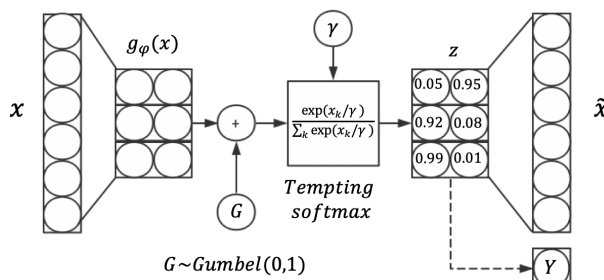 g_φ(x)
γ
z
x
+
exp(x_k/γ)
∑_k exp(x_k/γ)
0.05 0.95
0.92 0.08
0.99 0.01
x̃
G
Tempting
softmax
G~Gumbel(0,1)
Y